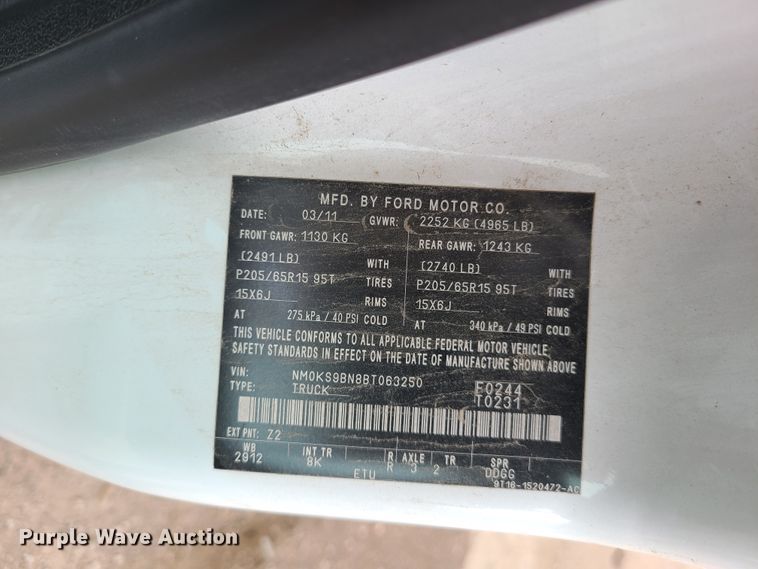 MFD. BY FORD MOTOR CO.
DATE: 03/11 GVWR: 2252 KG (4965 LB)
FRONT GAWR: 1130 KG REAR GAWR: 1243 KG
(2491 LB) WITH (2740 LB) WITH
P205/65R15 95T TIRES P205/65R15 95T TIRES
15X6J RIMS 15X6J RIMS
AT 275 kPa / 40 PSI COLD AT 340 kPa / 49 PSI COLD
THIS VEHICLE CONFORMS TO ALL APPLICABLE FEDERAL MOTOR VEHICLE
SAFETY STANDARDS IN EFFECT ON THE DATE OF MANUFACTURE SHOWN ABOVE
VIN: NM0KS9BN8BT063250 F0244
TRUCK T0231
EXT PNT: Z2
WB INT TR R AXLE TR SPR
2912 8K R 3 2 DDGG
ETU 9T16-1520472-AC
Purple Wave Auction